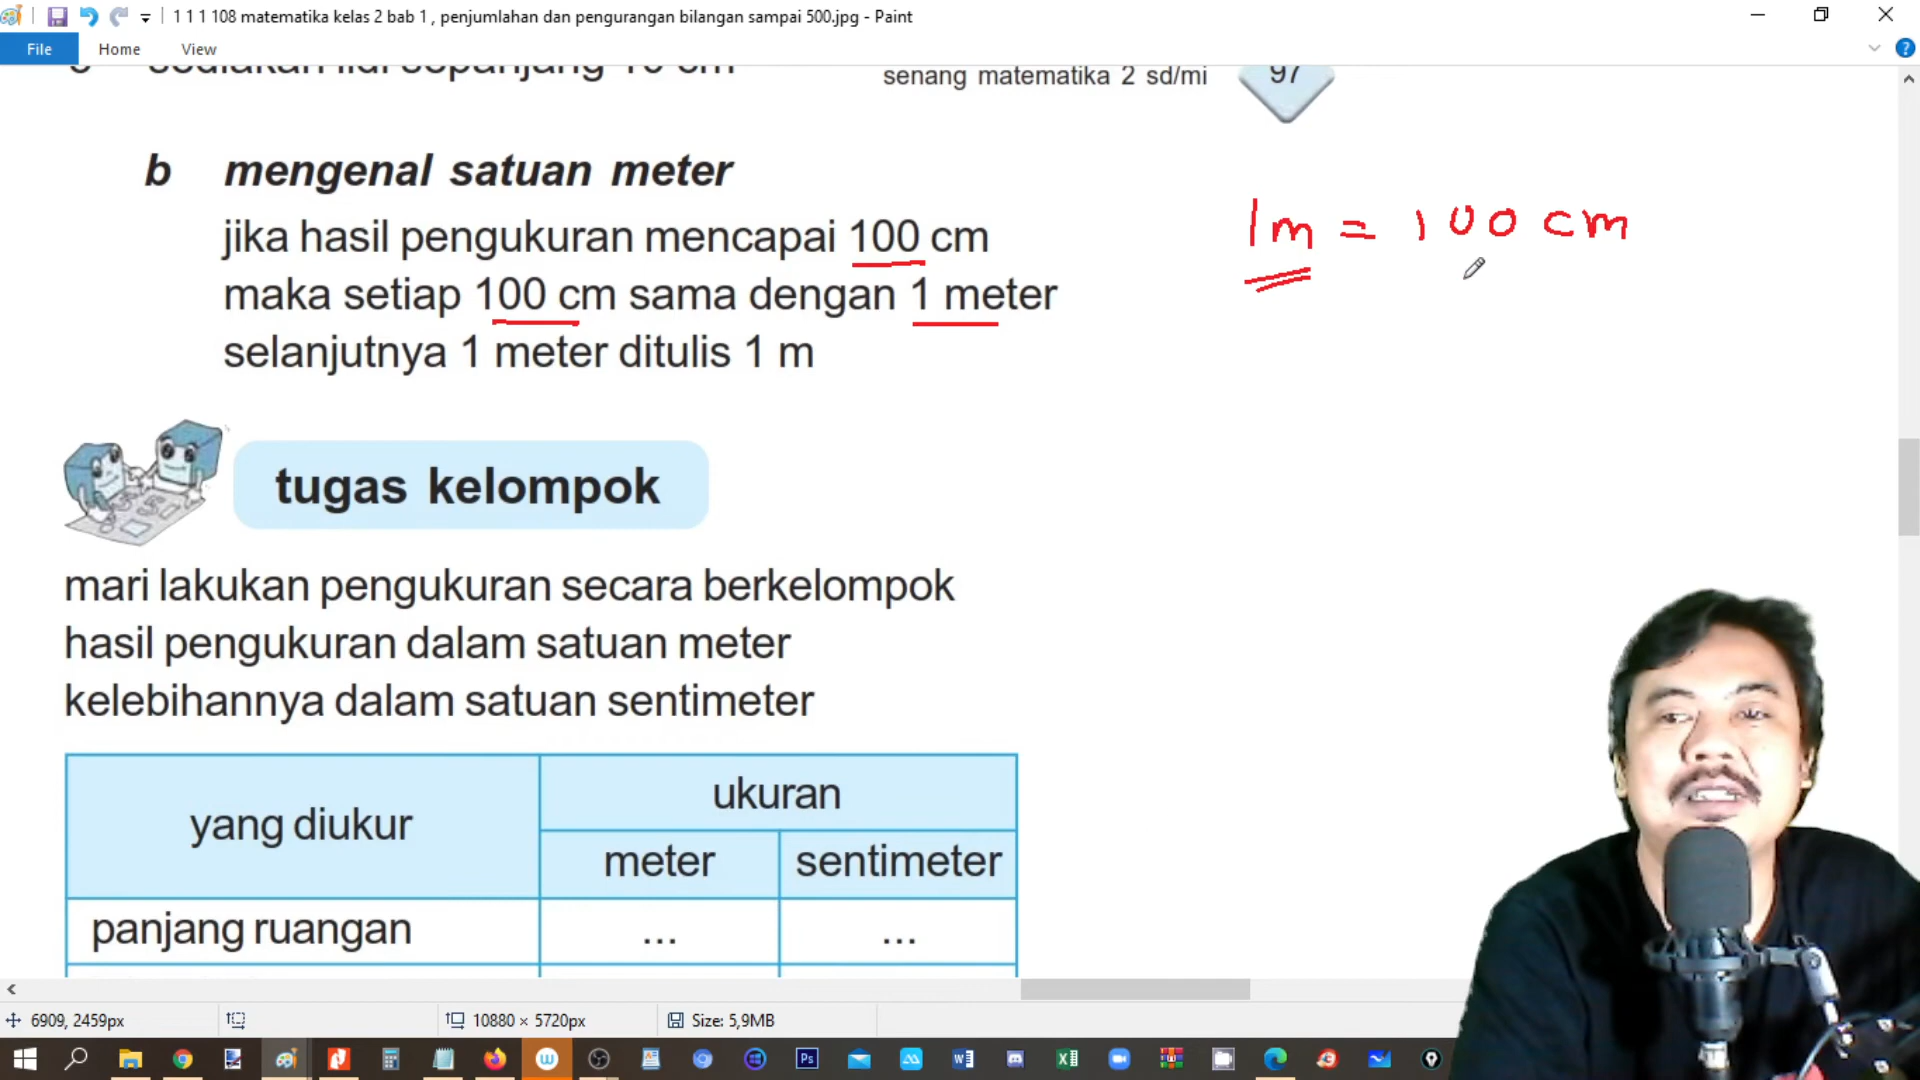 1 1 1 108 matematika kelas 2 bab 1 , penjumlahan dan pengurangan bilangan sampai 500.jpg - Paint
File Home View
senang matematika 2 sd/mi 97
b mengenal satuan meter
jika hasil pengukuran mencapai 100 cm
maka setiap 100 cm sama dengan 1 meter
selanjutnya 1 meter ditulis 1 m
1m = 100 cm
tugas kelompok
mari lakukan pengukuran secara berkelompok
hasil pengukuran dalam satuan meter
kelebihannya dalam satuan sentimeter
yang diukur
ukuran
meter sentimeter
panjang ruangan ... ...
6909, 2459px 10880 × 5720px Size: 5,9MB